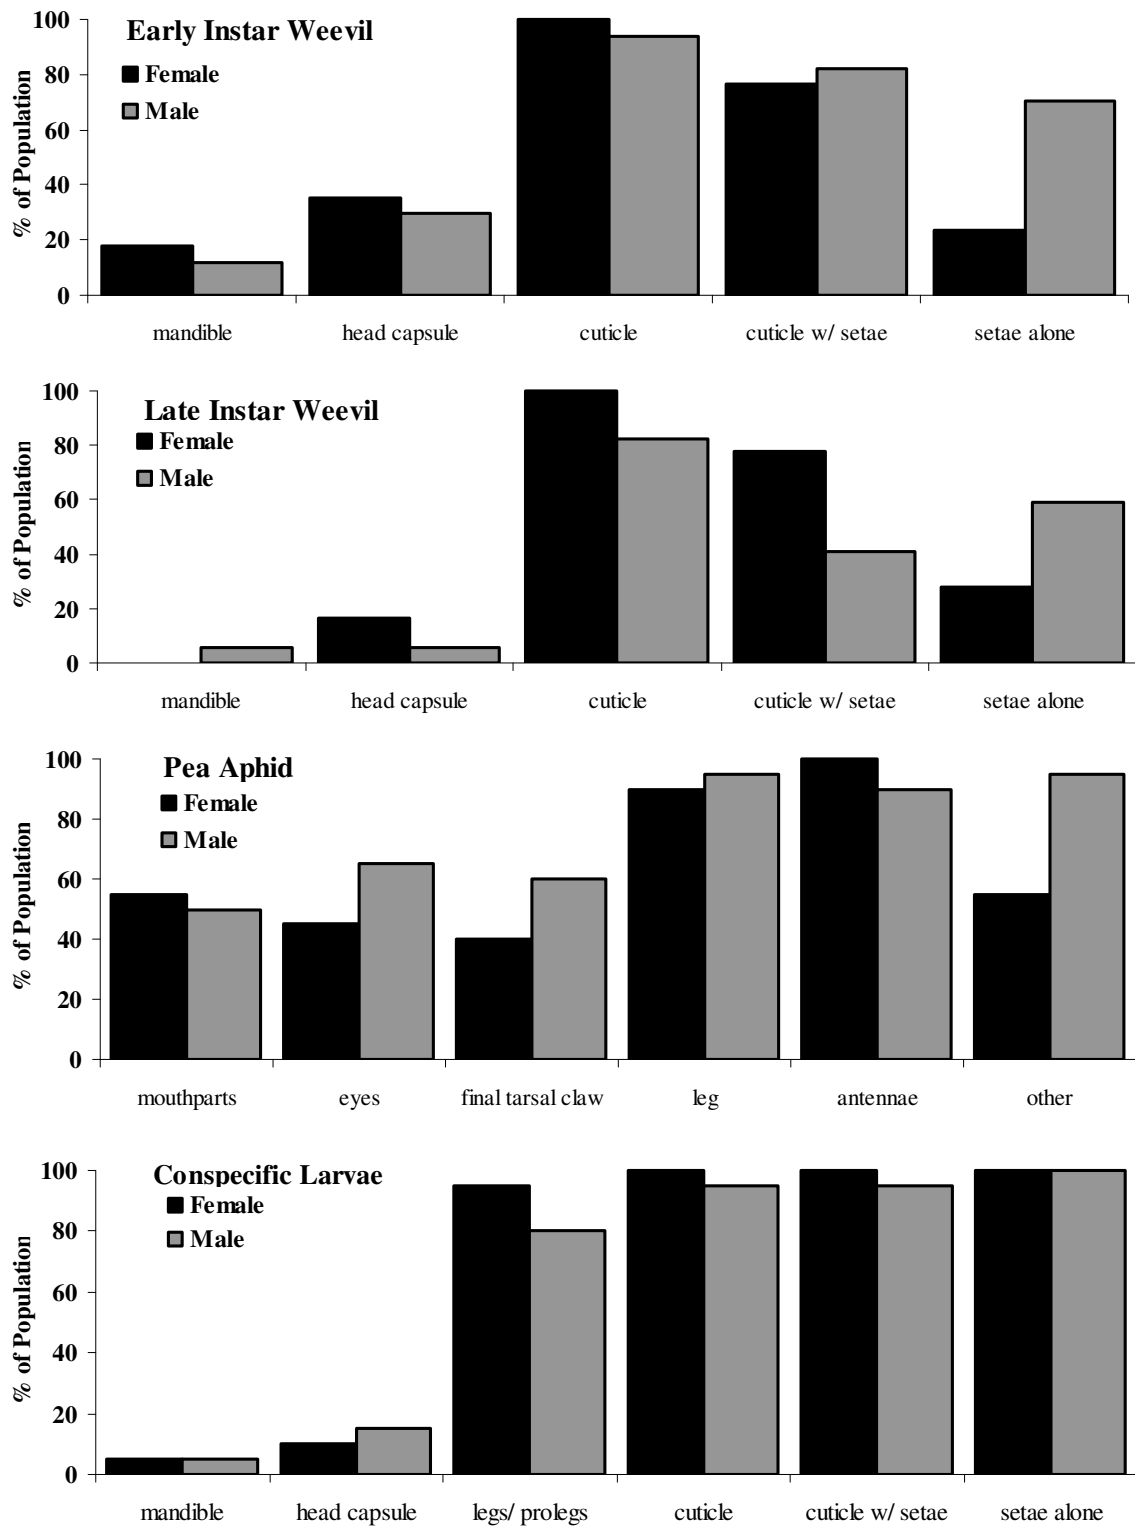 Early Instar Weevil
Female
Male
% of Population
100
80
60
40
20
0
mandible head capsule cuticle cuticle w/ setae setae alone
Late Instar Weevil
Female
Male
% of Population
100
80
60
40
20
0
mandible head capsule cuticle cuticle w/ setae setae alone
Pea Aphid
Female
Male
% of Population
100
80
60
40
20
0
mouthparts eyes final tarsal claw leg antennae other
Conspecific Larvae
Female
Male
% of Population
100
80
60
40
20
0
mandible head capsule legs/ prolegs cuticle cuticle w/ setae setae alone